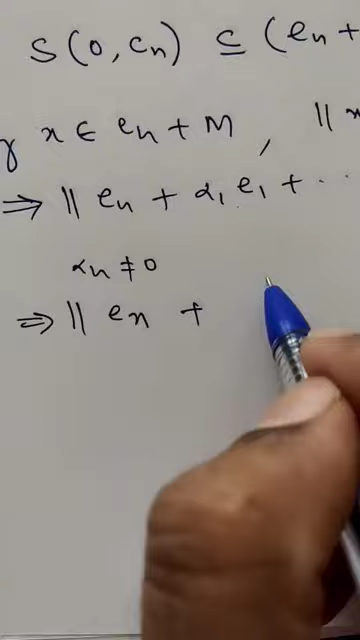 S(0, cₙ) ⊆ (eₙ +
x ∈ eₙ + M , ||
⇒ || eₙ + α₁ e₁ + ...
αₙ ≠ 0
⇒ || eₙ +